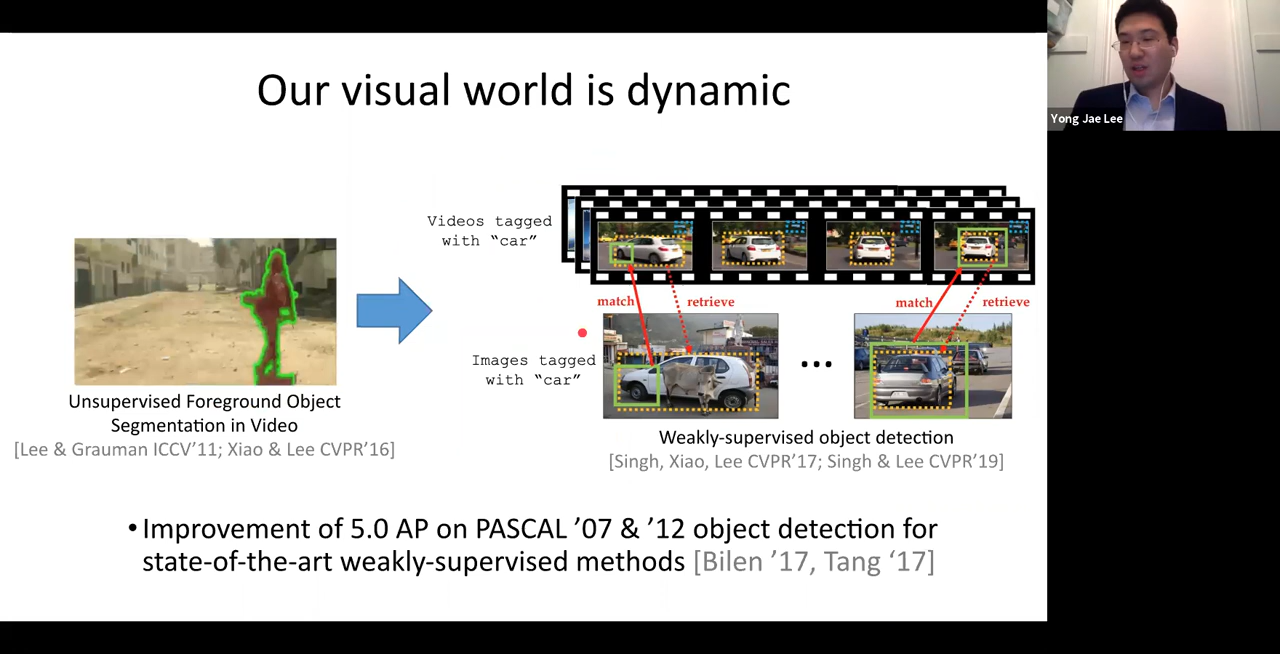 Our visual world is dynamic
Yong Jae Lee
Videos tagged
with “car”
match
retrieve
match
retrieve
Images tagged
with “car”
...
Unsupervised Foreground Object
Segmentation in Video
[Lee & Grauman ICCV’11; Xiao & Lee CVPR’16]
Weakly-supervised object detection
[Singh, Xiao, Lee CVPR’17; Singh & Lee CVPR’19]
• Improvement of 5.0 AP on PASCAL ’07 & ’12 object detection for
state-of-the-art weakly-supervised methods [Bilen ’17, Tang ‘17]